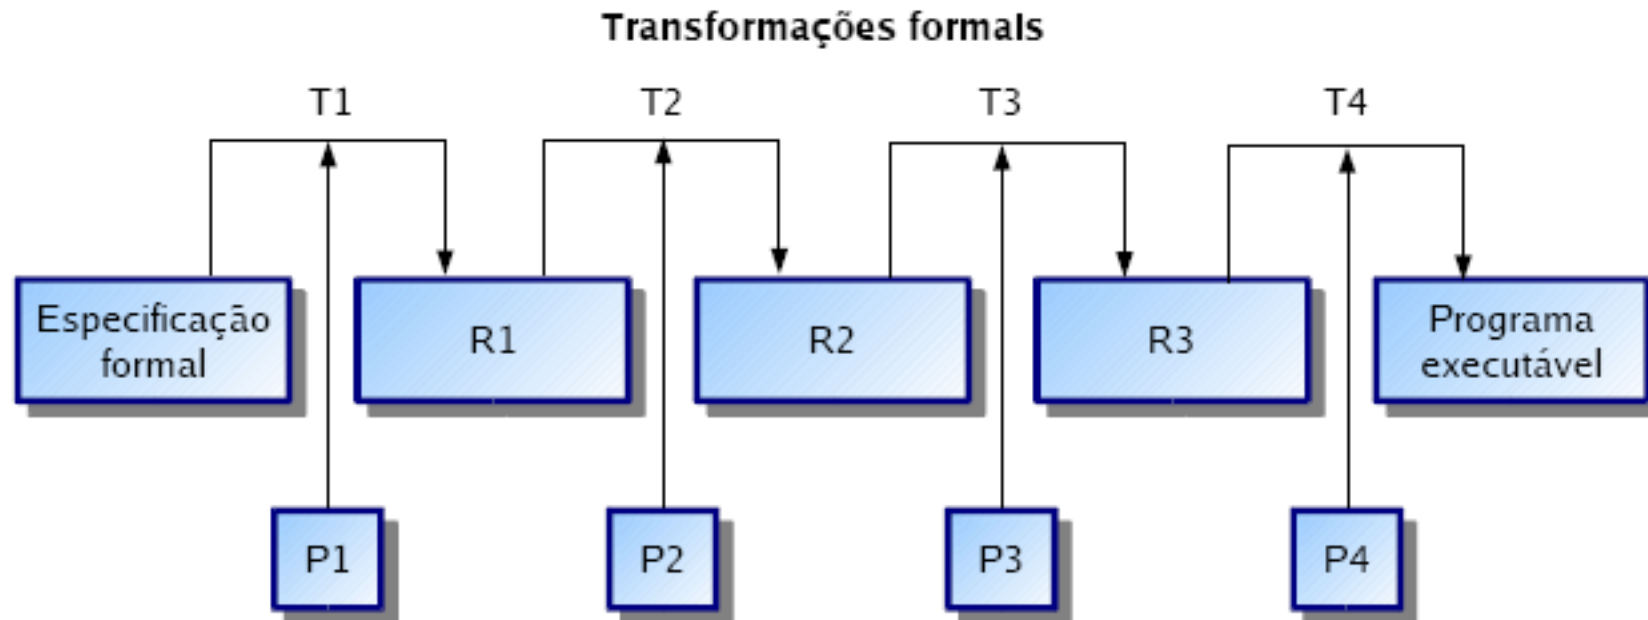 Transformações formais
T1
T2
T3
T4
Especificação
formal
R1
R2
R3
Programa
executável
P1
P2
P3
P4